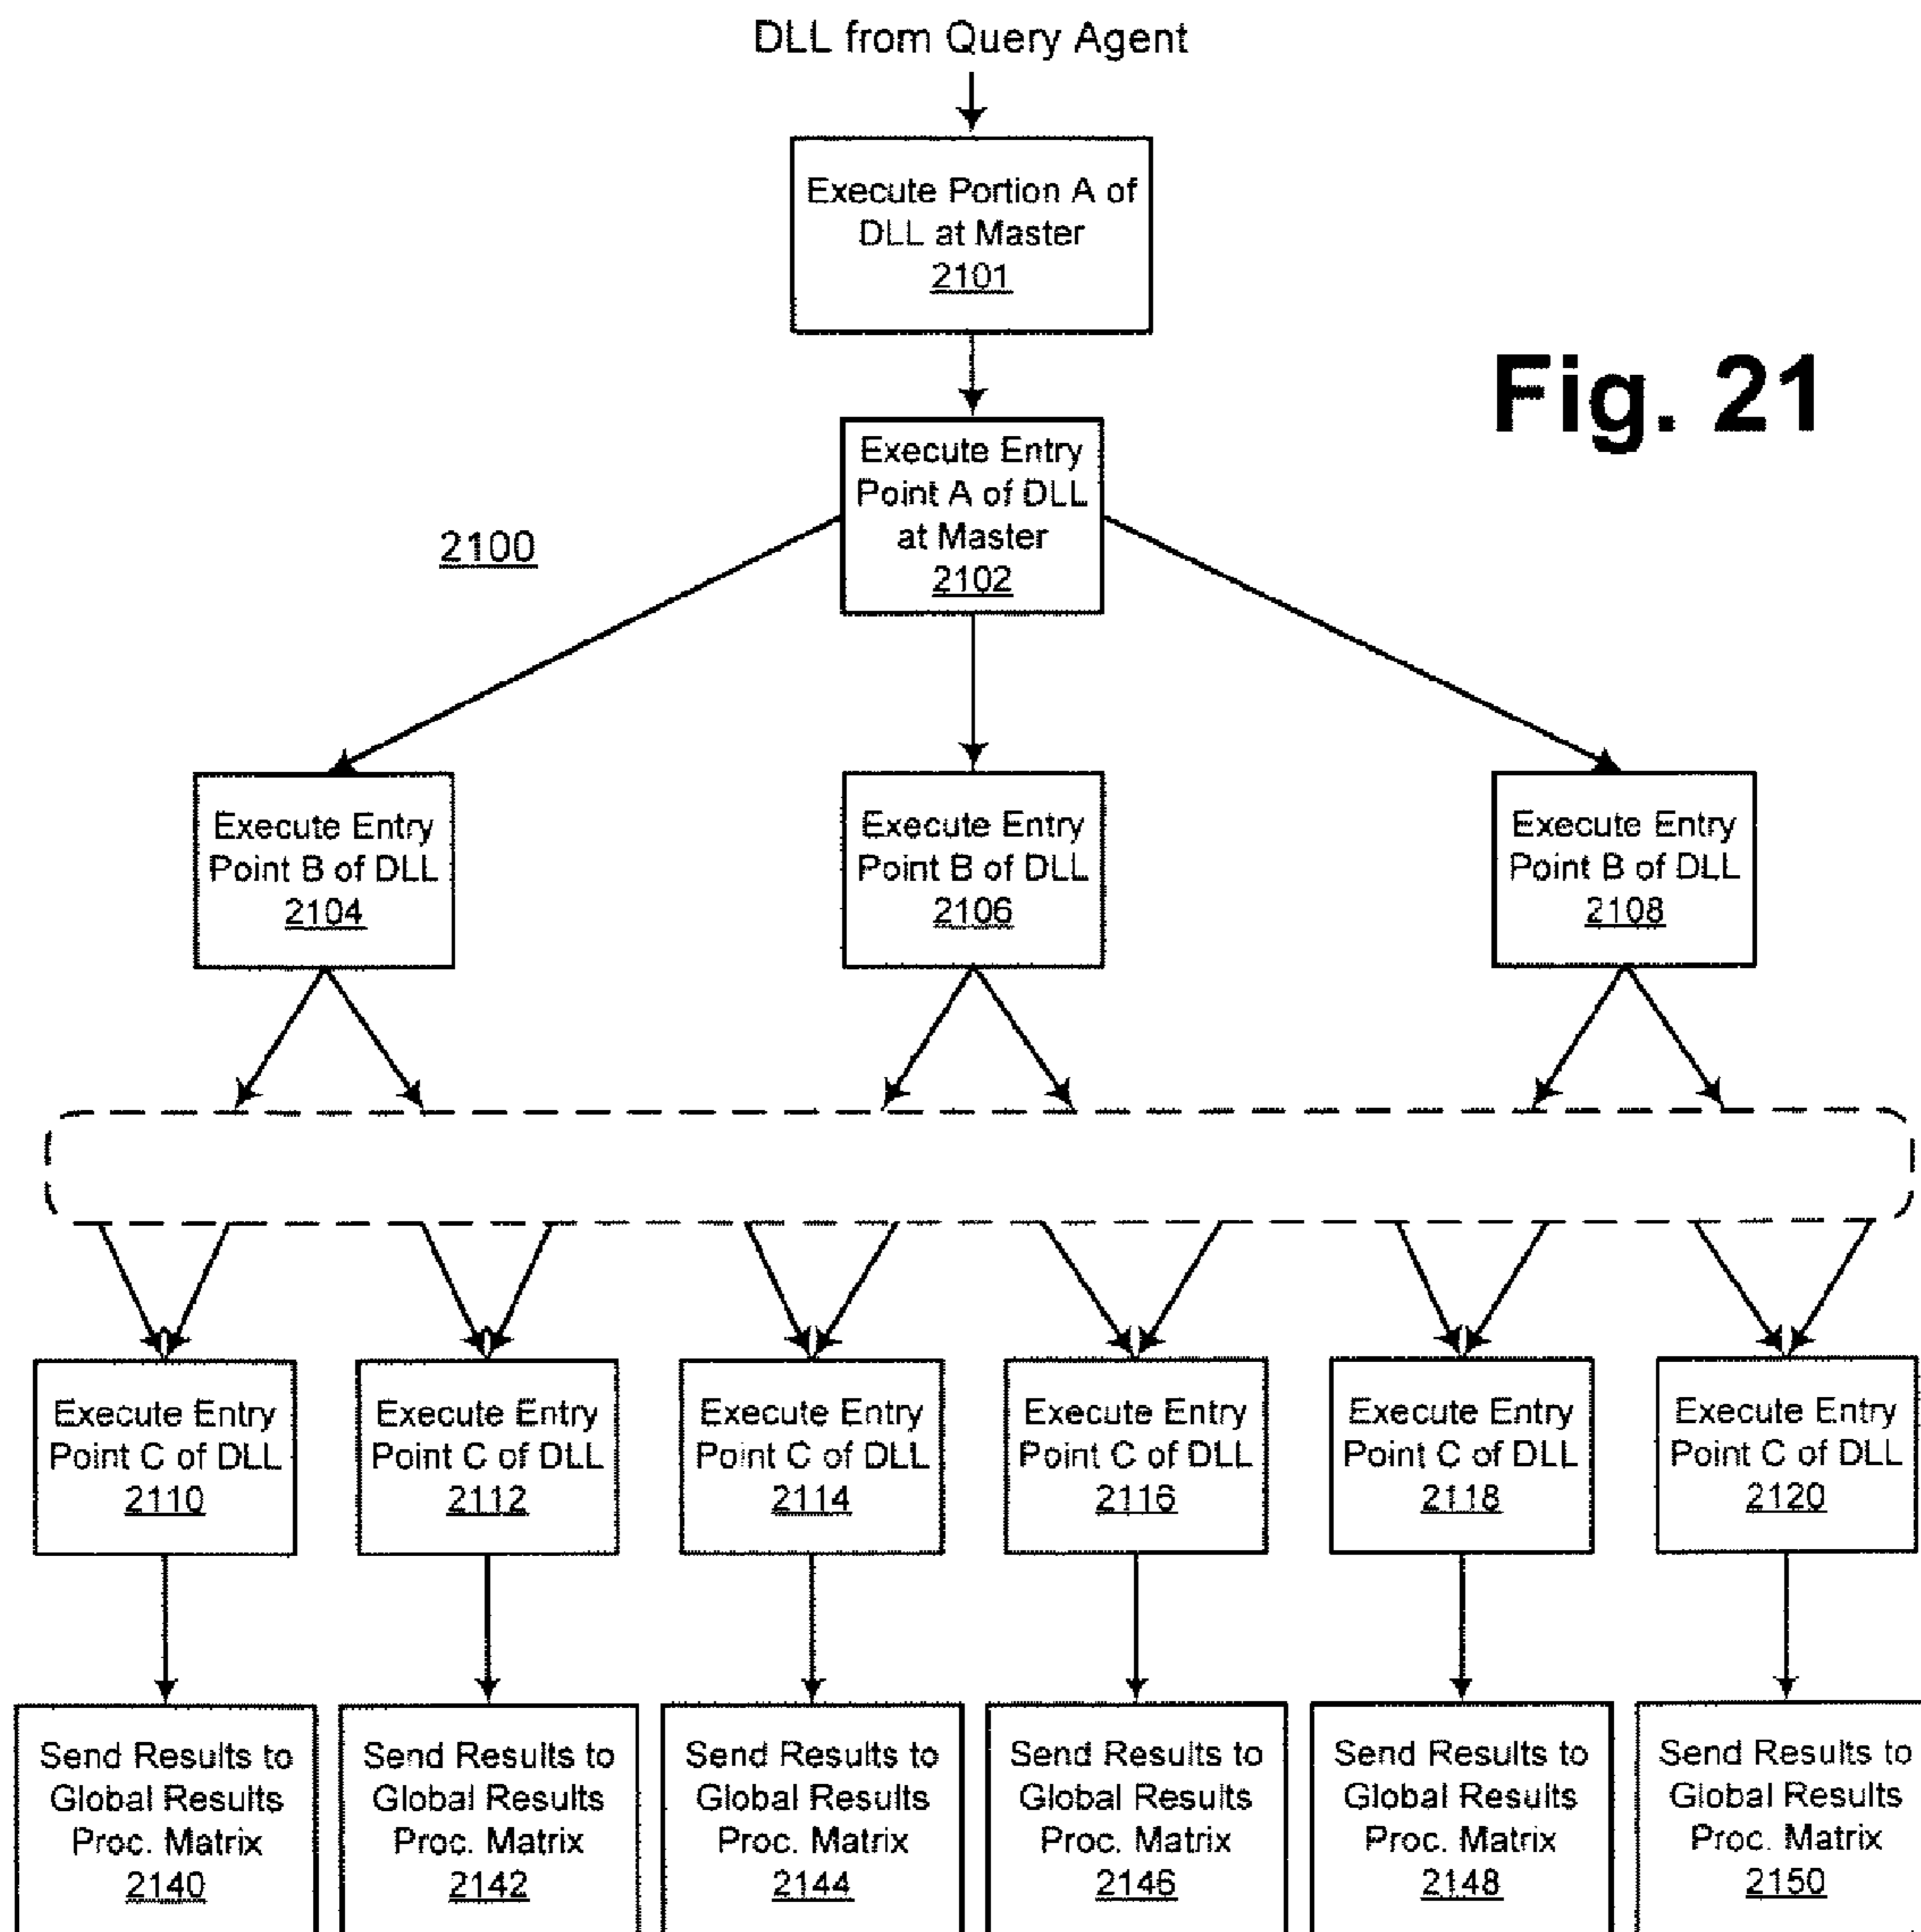 DLL from Query Agent
Execute Portion A of
DLL at Master
2101
Fig. 21
Execute Entry
Point A of DLL
at Master
2102
2100
Execute Entry
Point B of DLL
2104
Execute Entry
Point B of DLL
2106
Execute Entry
Point B of DLL
2108
Execute Entry
Point C of DLL
2110
Execute Entry
Point C of DLL
2112
Execute Entry
Point C of DLL
2114
Execute Entry
Point C of DLL
2116
Execute Entry
Point C of DLL
2118
Execute Entry
Point C of DLL
2120
Send Results to
Global Results
Proc. Matrix
2140
Send Results to
Global Results
Proc. Matrix
2142
Send Results to
Global Results
Proc. Matrix
2144
Send Results to
Global Results
Proc. Matrix
2146
Send Results to
Global Results
Proc. Matrix
2148
Send Results to
Global Results
Proc. Matrix
2150